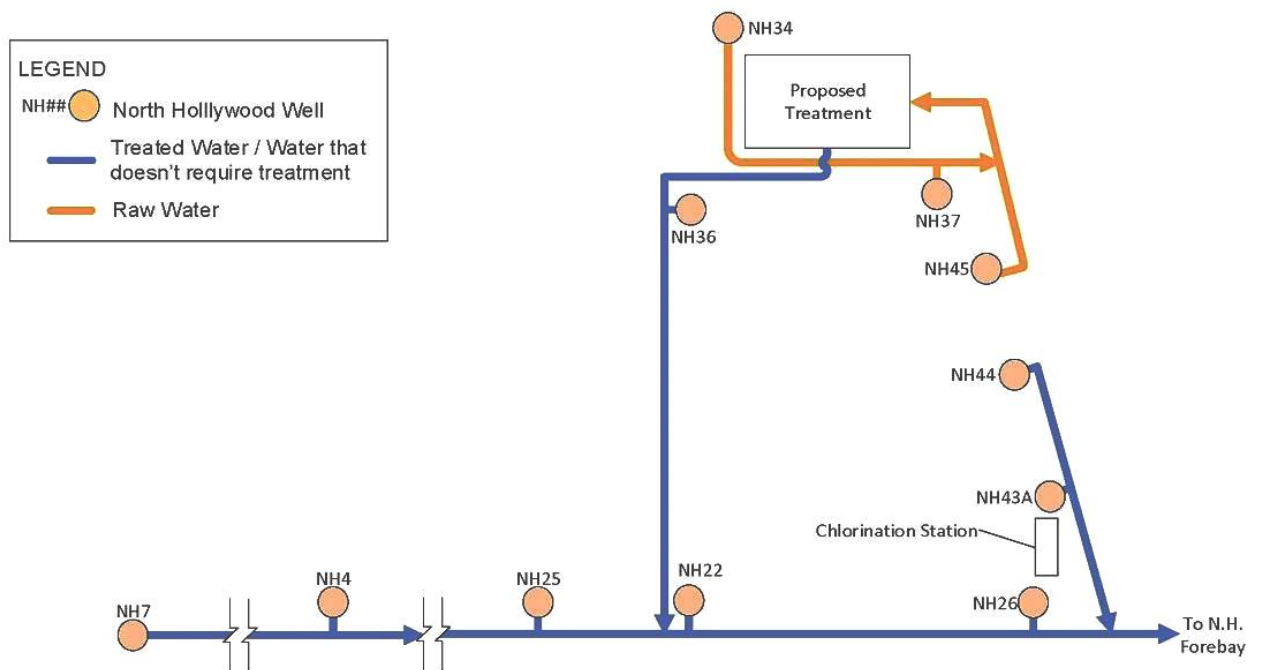 LEGEND
NH##
North Holllywood Well
Treated Water / Water that
doesn't require treatment
Raw Water
NH34
Proposed
Treatment
NH36
NH37
NH45
NH44
NH43A
Chlorination Station
NH7
NH4
NH25
NH22
NH26
To N.H.
Forebay